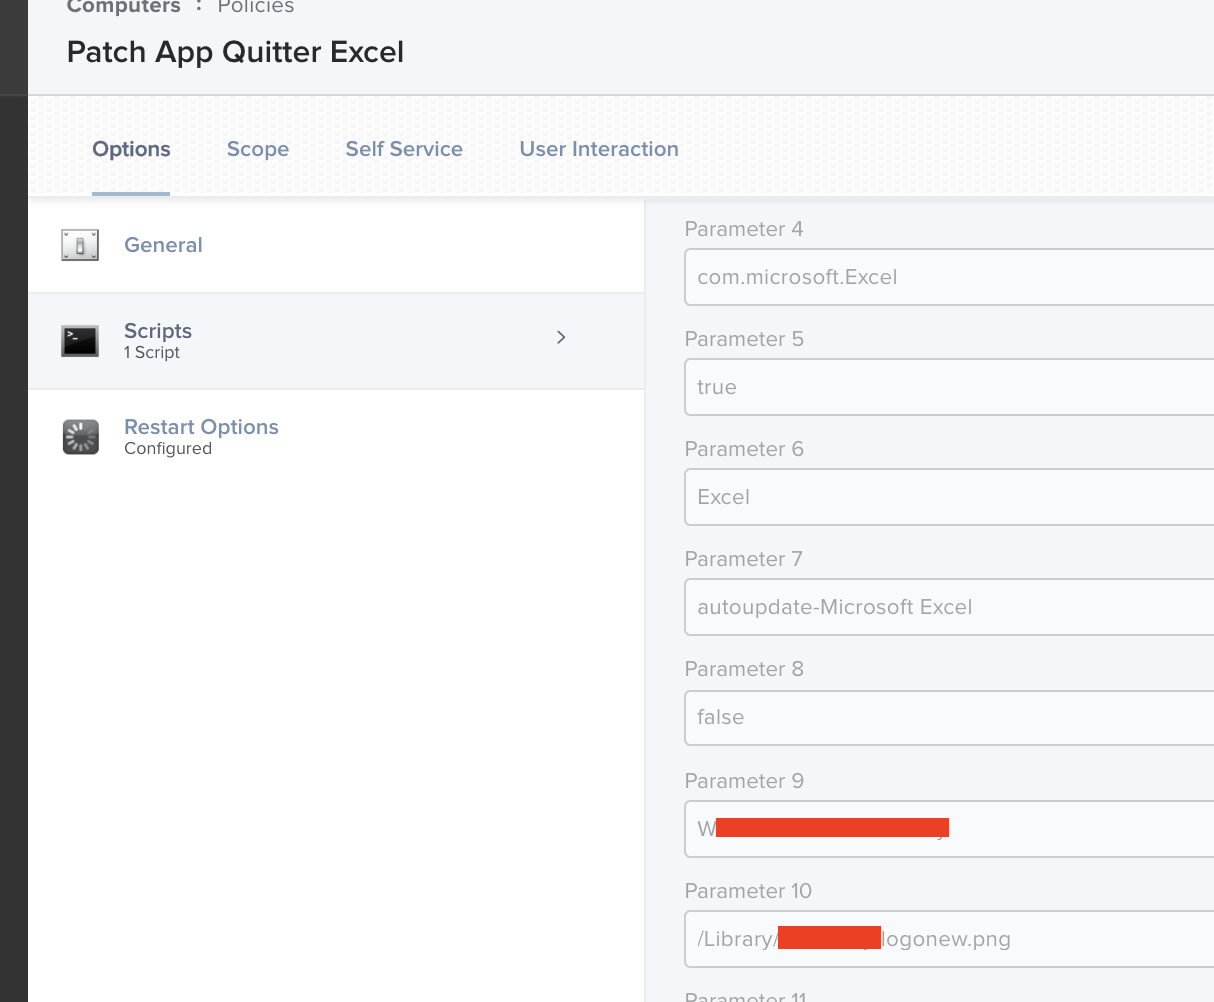 Computers : Policies
Patch App Quitter Excel
Options Scope Self Service User Interaction
General
Scripts
1 Script
Restart Options
Configured
Parameter 4
com.microsoft.Excel
Parameter 5
true
Parameter 6
Excel
Parameter 7
autoupdate-Microsoft Excel
Parameter 8
false
Parameter 9
W
Parameter 10
/Library/ logonew.png
Parameter 11